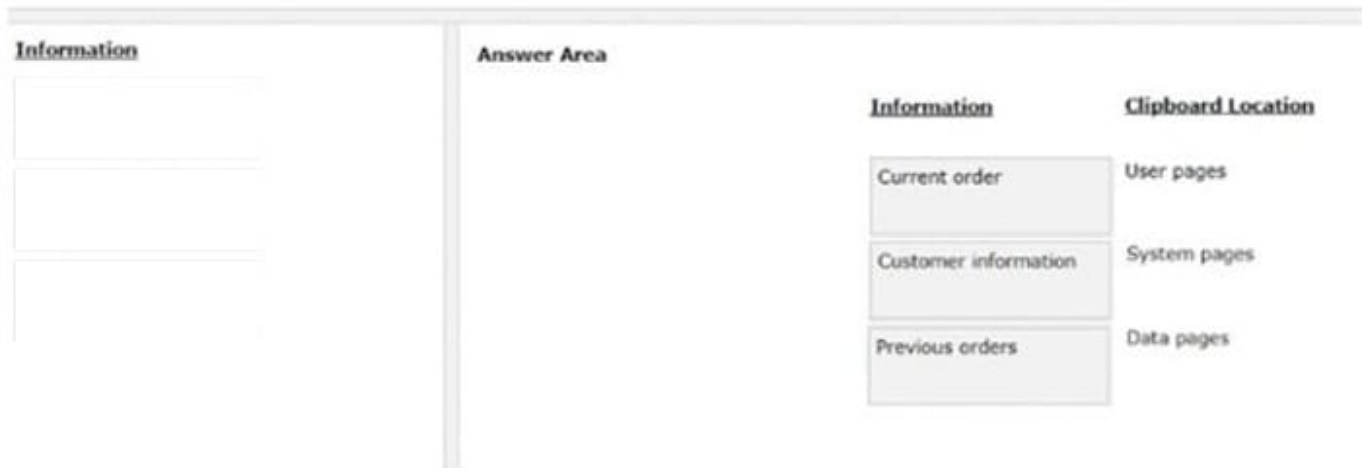 Information
Answer Area
Information Clipboard Location
Current order User pages
Customer information System pages
Previous orders Data pages